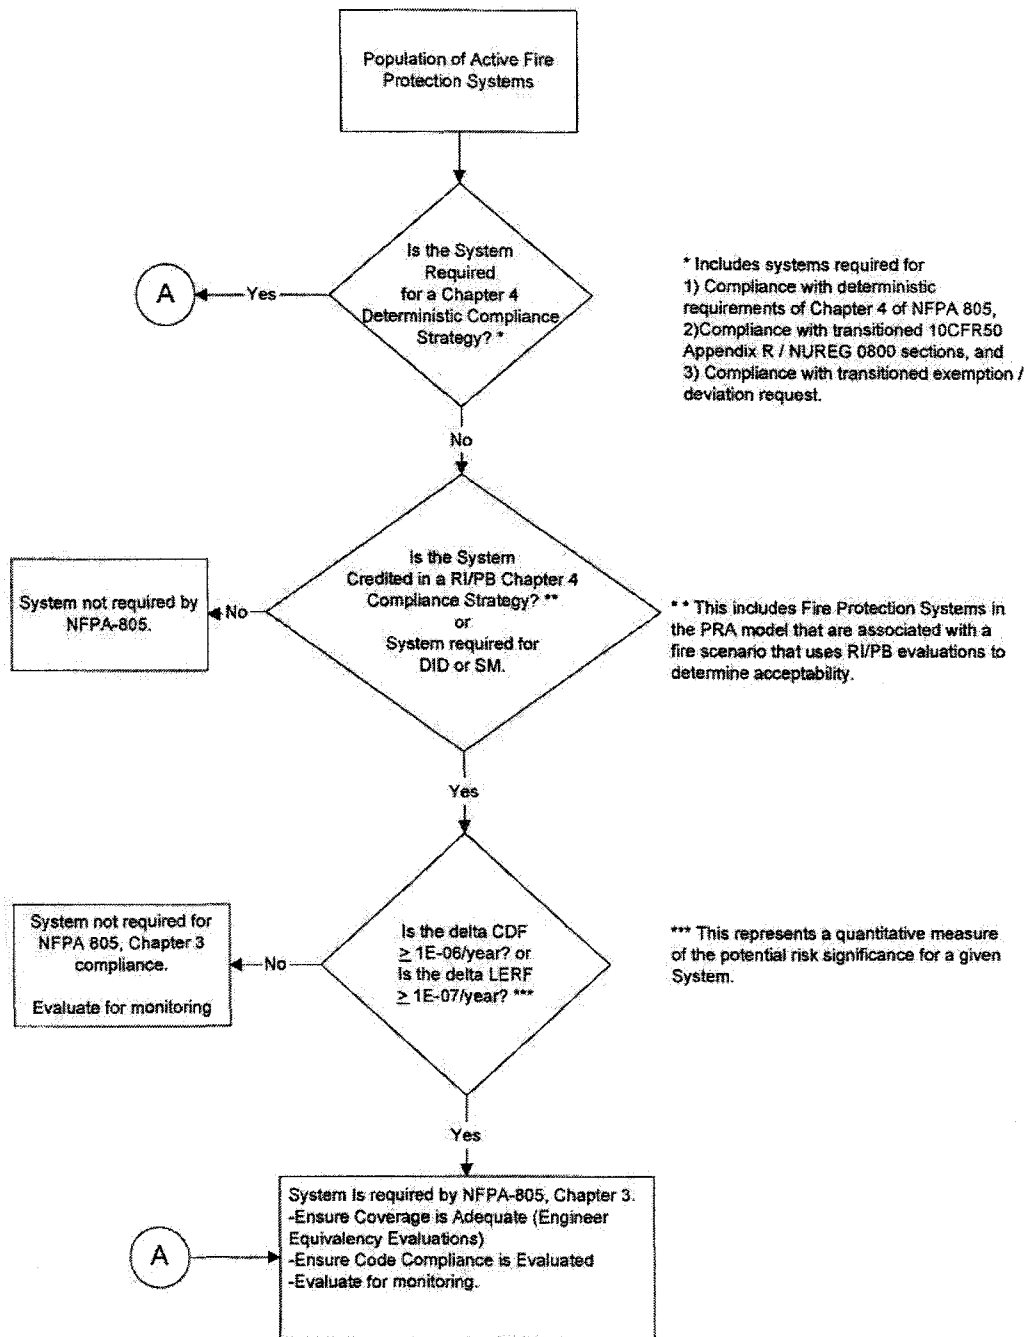 Population of Active Fire
Protection Systems
Is the System
Required
for a Chapter 4
Deterministic Compliance
Strategy? *
A
Yes
* Includes systems required for
1) Compliance with deterministic
requirements of Chapter 4 of NFPA 805,
2)Compliance with transitioned 10CFR50
Appendix R / NUREG 0800 sections, and
3) Compliance with transitioned exemption /
deviation request.
No
Is the System
Credited in a RI/PB Chapter 4
Compliance Strategy? **
or
System required for
DID or SM.
No
System not required by
NFPA-805.
* * This includes Fire Protection Systems in
the PRA model that are associated with a
fire scenario that uses RI/PB evaluations to
determine acceptability.
Yes
Is the delta CDF
≥ 1E-06/year? or
Is the delta LERF
≥ 1E-07/year? ***
No
System not required for
NFPA 805, Chapter 3
compliance.
Evaluate for monitoring
*** This represents a quantitative measure
of the potential risk significance for a given
System.
Yes
System is required by NFPA-805, Chapter 3.
-Ensure Coverage is Adequate (Engineer
Equivalency Evaluations)
-Ensure Code Compliance is Evaluated
-Evaluate for monitoring.
A